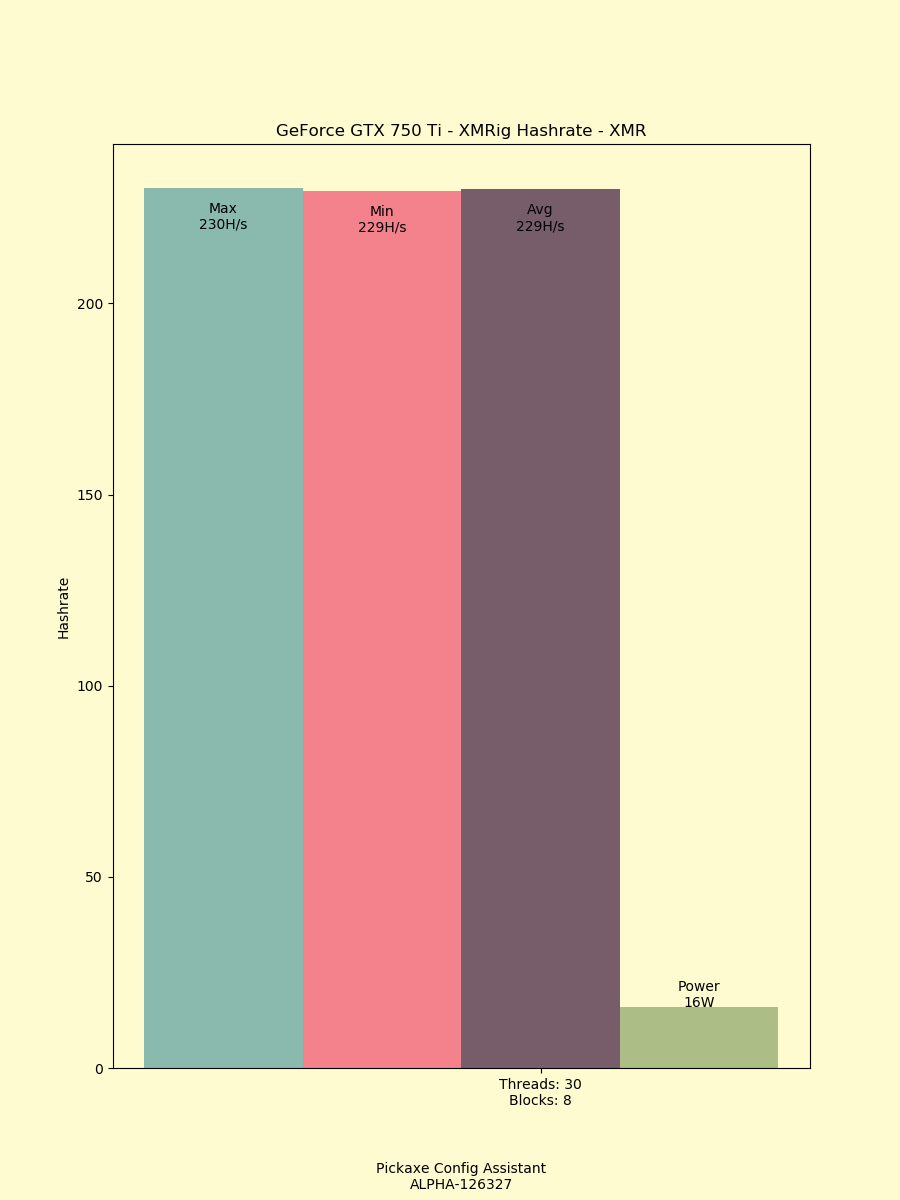 GeForce GTX 750 Ti - XMRig Hashrate - XMR
Max
230H/s
Min
229H/s
Avg
229H/s
Power
16W
Hashrate
200
150
100
50
0
Threads: 30
Blocks: 8
Pickaxe Config Assistant
ALPHA-126327